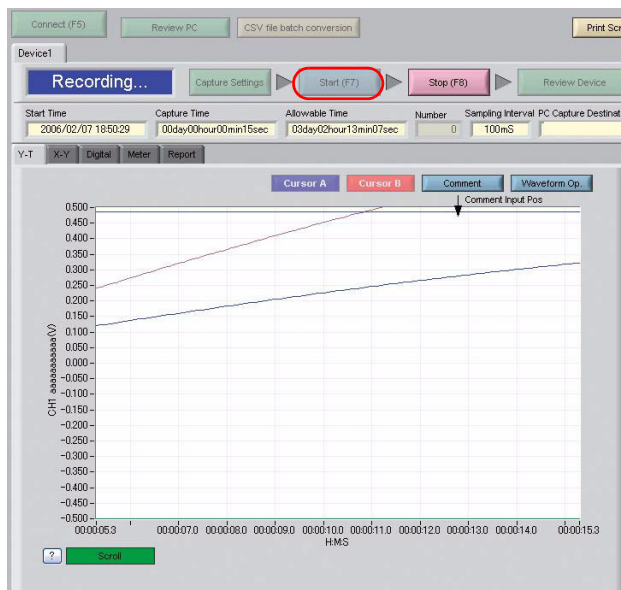 Connect (F5) Review PC CSV file batch conversion Print Scr
Device1
Recording... Capture Settings Start (F7) Stop (F8) Review Device
Start Time Capture Time Allowable Time Number Sampling Interval PC Capture Destinat
2006/02/07 18:50:29 00day00hour00min15sec 03day02hour13min07sec 0 100mS
Y-T X-Y Digital Meter Report
Cursor A Cursor B Comment Waveform Op.
Comment Input Pos
0.500
0.450
0.400
0.350
0.300
0.250
0.200
0.150
0.100
0.050
0.000
-0.050
-0.100
-0.150
-0.200
-0.250
-0.300
-0.350
-0.400
-0.450
-0.500
CH1 aaaaaaaaaaa(V)
00:00:05.3 00:00:07.0 00:00:08.0 00:00:09.0 00:00:10.0 00:00:11.0 00:00:12.0 00:00:13.0 00:00:14.0 00:00:15.3
H:M:S
? Scroll